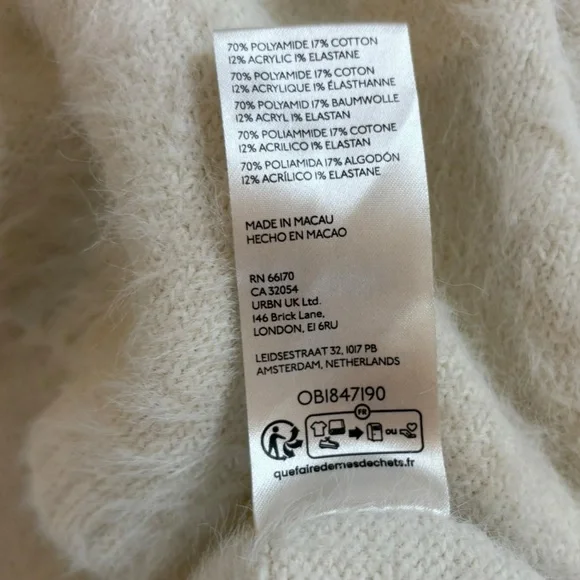 70% POLYAMIDE 17% COTTON
12% ACRYLIC 1% ELASTANE
70% POLYAMIDE 17% COTON
12% ACRYLIQUE 1% ÉLASTHANNE
70% POLYAMID 17% BAUMWOLLE
12% ACRYL 1% ELASTAN
70% POLIAMMIDE 17% COTONE
12% ACRILICO 1% ELASTANE
70% POLIAMIDA 17% ALGODÓN
12% ACRÍLICO 1% ELASTANE
MADE IN MACAU
HECHO EN MACAO
RN 66170
CA 32054
URBN UK Ltd.
146 Brick Lane,
LONDON, E1 6RU
LEIDSESTRAAT 32, 1017 PB
AMSTERDAM, NETHERLANDS
OB1847190
FR
OU
quefairedemesdechets.fr